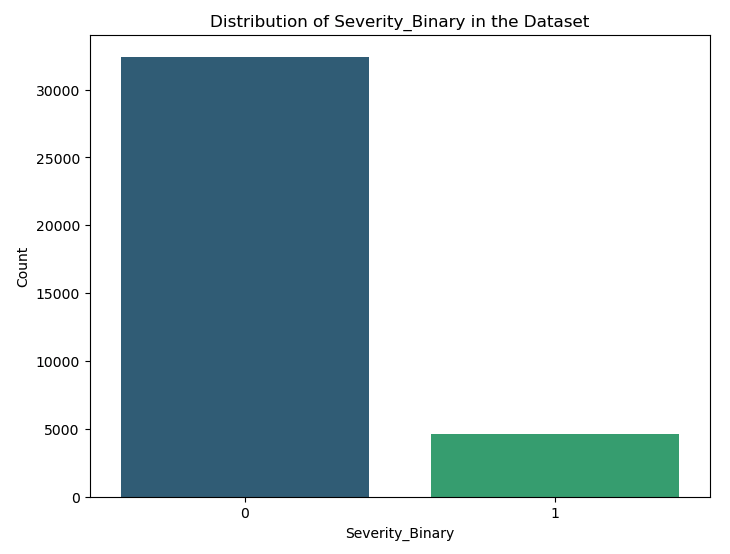 Distribution of Severity_Binary in the Dataset
30000
25000
20000
15000
10000
5000
0
Count
0 1
Severity_Binary